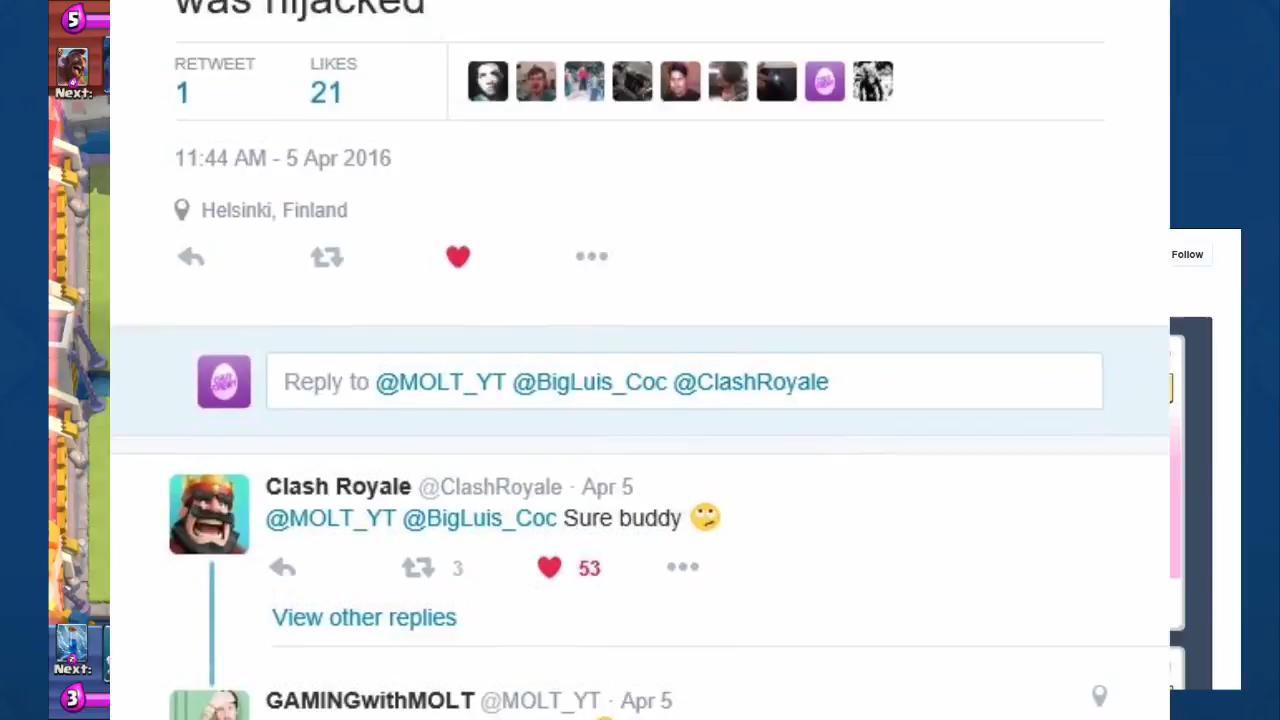 was hijacked
5
Next:
RETWEET
LIKES
1
21
11:44 AM - 5 Apr 2016
Helsinki, Finland
Follow
Reply to @MOLT_YT @BigLuis_Coc @ClashRoyale
Clash Royale @ClashRoyale · Apr 5
@MOLT_YT @BigLuis_Coc Sure buddy 🙄
3
53
View other replies
Next:
3
GAMINGwithMOLT @MOLT_YT · Apr 5